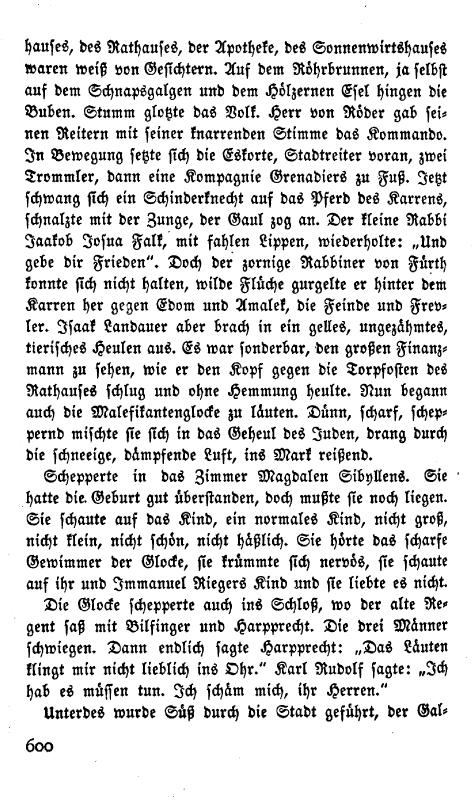 hauses, des Rathauses, der Apotheke, des Sonnenwirtshauses
waren weiß von Gesichtern. Auf dem Röhrbrunnen, ja selbst
auf dem Schnapsgalgen und dem Hölzernen Esel hingen die
Buben. Stumm glotzte das Volk. Herr von Röder gab sei-
nen Reitern mit seiner knarrenden Stimme das Kommando.
In Bewegung setzte sich die Eskorte, Stadtreiter voran, zwei
Trommler, dann eine Kompagnie Grenadiers zu Fuß. Jetzt
schwang sich ein Schinderknecht auf das Pferd des Karrens,
schnalzte mit der Zunge, der Gaul zog an. Der kleine Rabbi
Jaakob Josua Falk, mit fahlen Lippen, wiederholte: „Und
gebe dir Frieden“. Doch der zornige Rabbiner von Fürth
konnte sich nicht halten, wilde Flüche gurgelte er hinter dem
Karren her gegen Edom und Amalek, die Feinde und Frev-
ler. Isaak Landauer aber brach in ein gelles, ungezähmtes,
tierisches Heulen aus. Es war sonderbar, den großen Finanz-
mann zu sehen, wie er den Kopf gegen die Torpfosten des
Rathauses schlug und ohne Hemmung heulte. Nun begann
auch die Malefikantenglocke zu läuten. Dünn, scharf, schep-
pernd mischte sie sich in das Geheul des Juden, drang durch
die schneeige, dämpfende Luft, ins Mark reißend.
Schepperte in das Zimmer Magdalen Sibyllens. Sie
hatte die Geburt gut überstanden, doch mußte sie noch liegen.
Sie schaute auf das Kind, ein normales Kind, nicht groß,
nicht klein, nicht schön, nicht häßlich. Sie hörte das scharfe
Gewimmer der Glocke, sie krümmte sich nervös, sie schaute
auf ihr und Immanuel Riegers Kind und sie liebte es nicht.
Die Glocke schepperte auch ins Schloß, wo der alte Re-
gent saß mit Bilfinger und Harpprecht. Die drei Männer
schwiegen. Dann endlich sagte Harpprecht: „Das Läuten
klingt mir nicht lieblich ins Ohr.“ Karl Rudolf sagte: „Ich
hab es müssen tun. Ich schäm mich, ihr Herren.“
Unterdes wurde Süß durch die Stadt geführt, der Gal-
600